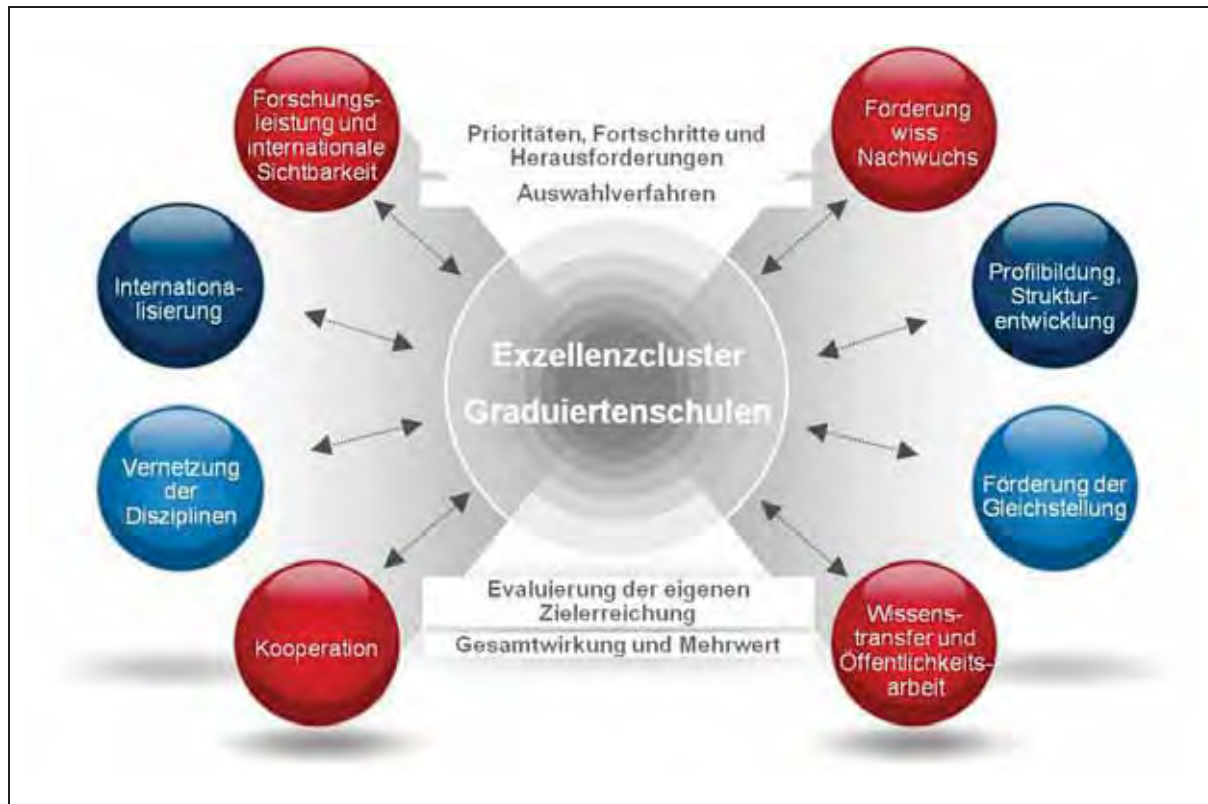 Forschungs-
leistung und
internationale
Sichtbarkeit
Prioritäten, Fortschritte und
Herausforderungen
Auswahlverfahren
Förderung
wiss
Nachwuchs
Internationa-
lisierung
Profilbildung,
Struktur-
entwicklung
Exzellenzcluster
Graduiertenschulen
Vernetzung
der
Disziplinen
Förderung der
Gleichstellung
Kooperation
Evaluierung der eigenen
Zielerreichung
Gesamtwirkung und Mehrwert
Wissens-
transfer und
Öffentlichkeits-
arbeit